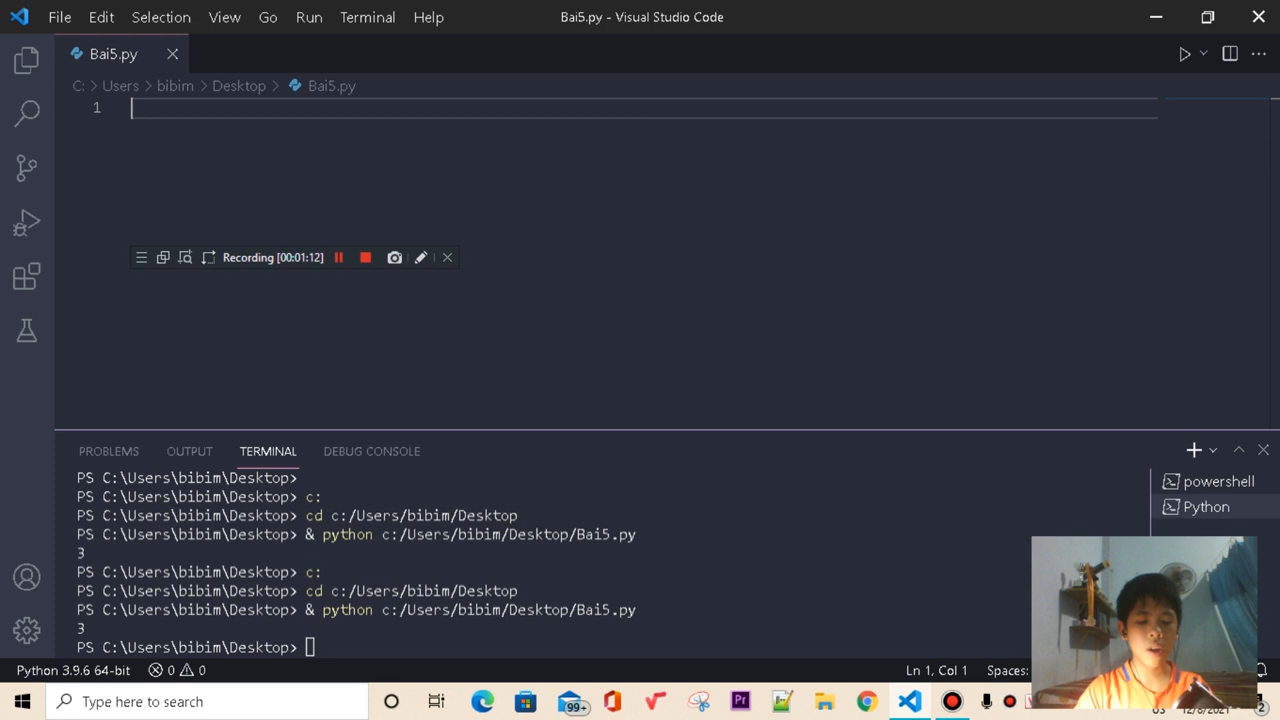 File Edit Selection View Go Run Terminal Help Bai5.py - Visual Studio Code
Bai5.py
C: > Users > bibim > Desktop > Bai5.py
1
Recording [00:01:12]
PROBLEMS OUTPUT TERMINAL DEBUG CONSOLE
PS C:\Users\bibim\Desktop>
PS C:\Users\bibim\Desktop> c:
PS C:\Users\bibim\Desktop> cd c:/Users/bibim/Desktop
PS C:\Users\bibim\Desktop> & python c:/Users/bibim/Desktop/Bai5.py
3
PS C:\Users\bibim\Desktop> c:
PS C:\Users\bibim\Desktop> cd c:/Users/bibim/Desktop
PS C:\Users\bibim\Desktop> & python c:/Users/bibim/Desktop/Bai5.py
3
PS C:\Users\bibim\Desktop>
powershell
Python
Python 3.9.6 64-bit 0 0 Ln 1, Col 1 Spaces:
Type here to search 99+ Pr 2